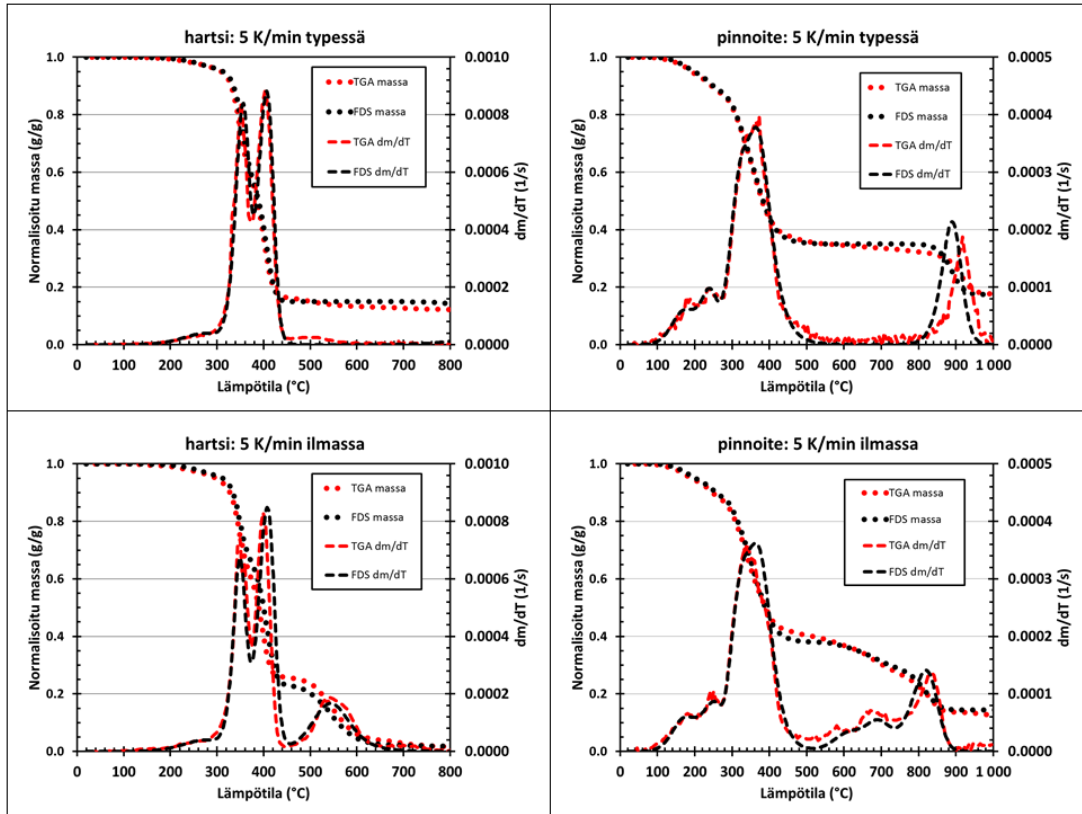 hartsi: 5 K/min typessä
1.0
0.8
0.6
0.4
0.2
0.0
Normalisoitu massa (g/g)
TGA massa
FDS massa
TGA dm/dT
FDS dm/dT
0.0010
0.0008
0.0006
0.0004
0.0002
0.0000
dm/dT (1/s)
0 100 200 300 400 500 600 700 800
Lämpötila (°C)
pinnoite: 5 K/min typessä
1.0
0.8
0.6
0.4
0.2
0.0
Normalisoitu massa (g/g)
TGA massa
FDS massa
TGA dm/dT
FDS dm/dT
0.0005
0.0004
0.0003
0.0002
0.0001
0.0000
dm/dT (1/s)
0 100 200 300 400 500 600 700 800 900 1 000
Lämpötila (°C)
hartsi: 5 K/min ilmassa
1.0
0.8
0.6
0.4
0.2
0.0
Normalisoitu massa (g/g)
TGA massa
FDS massa
TGA dm/dT
FDS dm/dT
0.0010
0.0008
0.0006
0.0004
0.0002
0.0000
dm/dT (1/s)
0 100 200 300 400 500 600 700 800
Lämpötila (°C)
pinnoite: 5 K/min ilmassa
1.0
0.8
0.6
0.4
0.2
0.0
Normalisoitu massa (g/g)
TGA massa
FDS massa
TGA dm/dT
FDS dm/dT
0.0005
0.0004
0.0003
0.0002
0.0001
0.0000
dm/dT (1/s)
0 100 200 300 400 500 600 700 800 900 1 000
Lämpötila (°C)